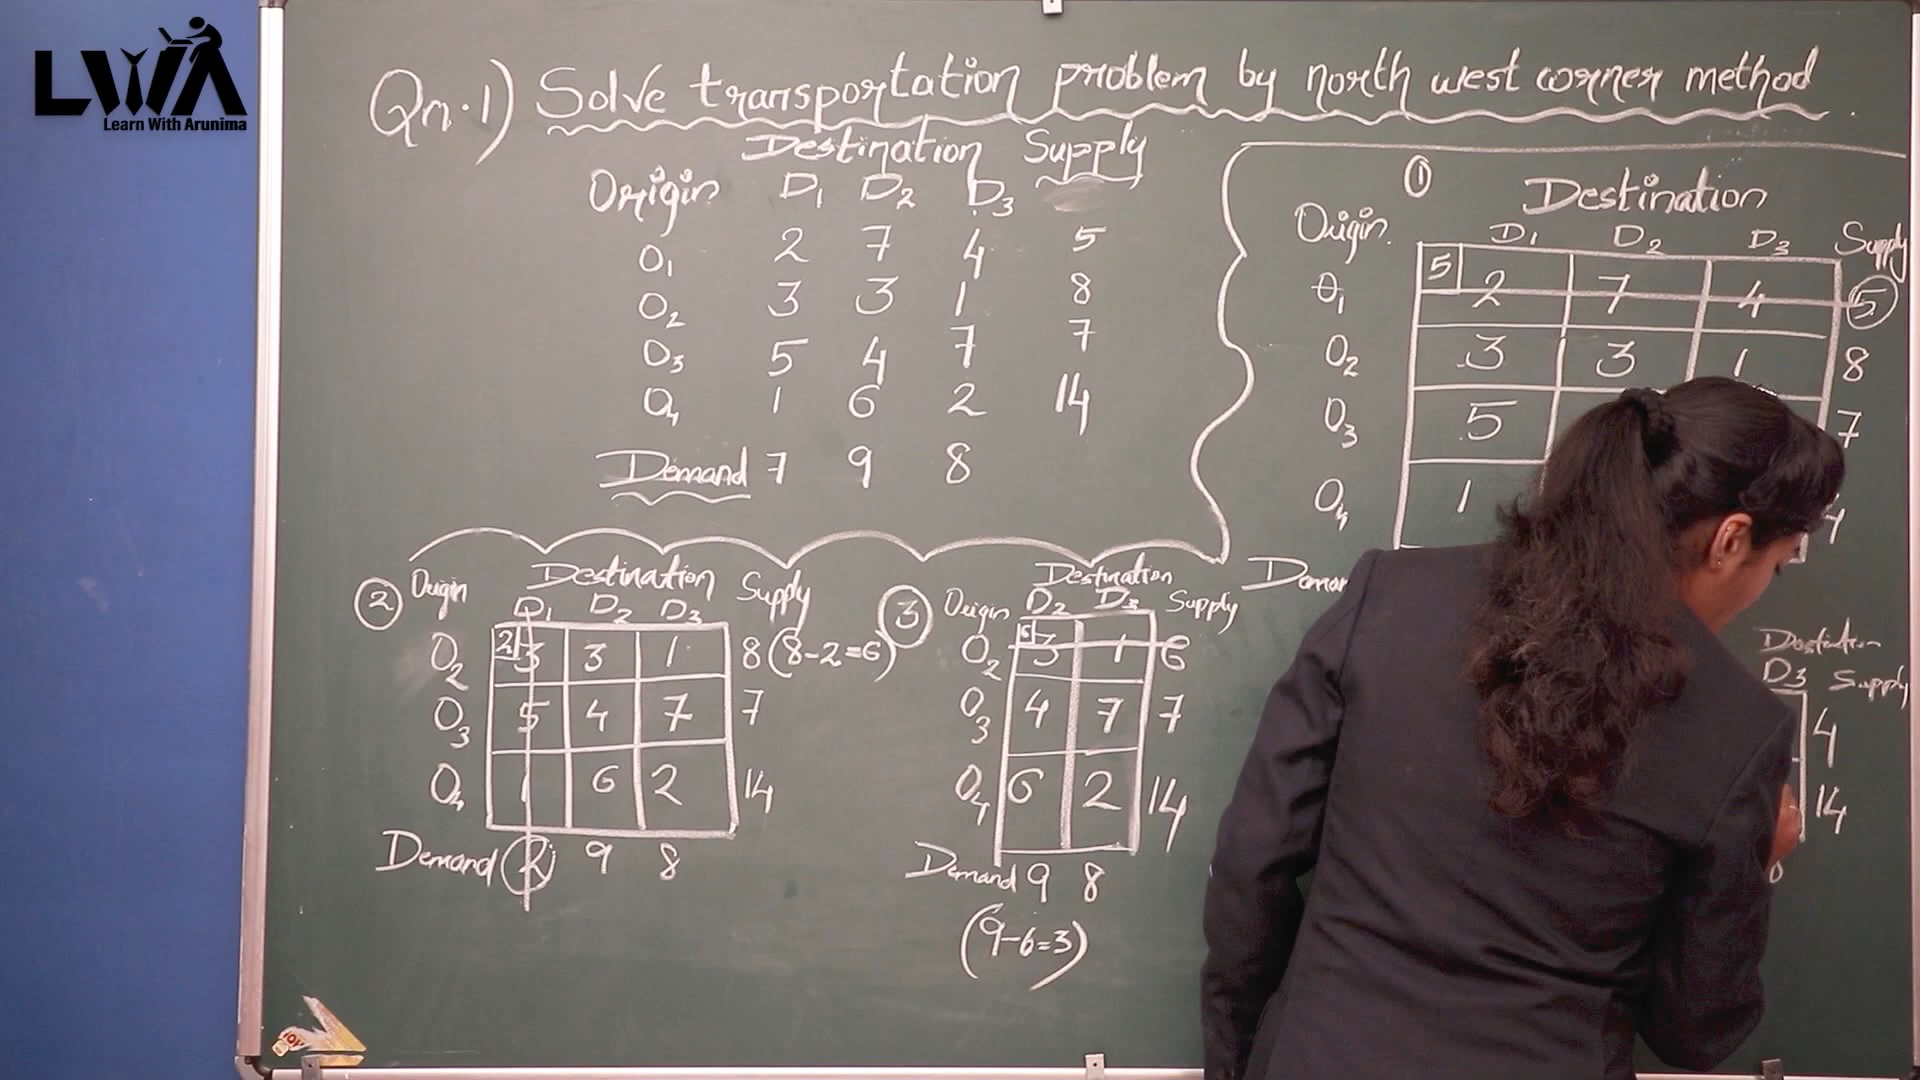 LWA
Learn With Arunima
Qn.1) Solve transportation problem by north west corner method
Destination Supply
Origin D1 D2 D3
O1 2 7 4 5
O2 3 3 1 8
O3 5 4 7 7
O4 1 6 2 14
Demand 7 9 8
① Destination
Origin D1 D2 D3 Supply
O1 5 2 7 4 5
O2 3 3 1 8
O3 5 7
O4 1
② Origin Destination Supply
D1 D2 D3
O2 2 3 3 1 8 (8-2=6)
O3 5 4 7 7
O4 1 6 2 14
Demand 2 9 8
③ Origin Destination Supply
D2 D3
O2 6 3 1 6
O3 4 7 7
O4 6 2 14
Demand 9 8
(9-6=3)
Destination
D3 Supply
4
14